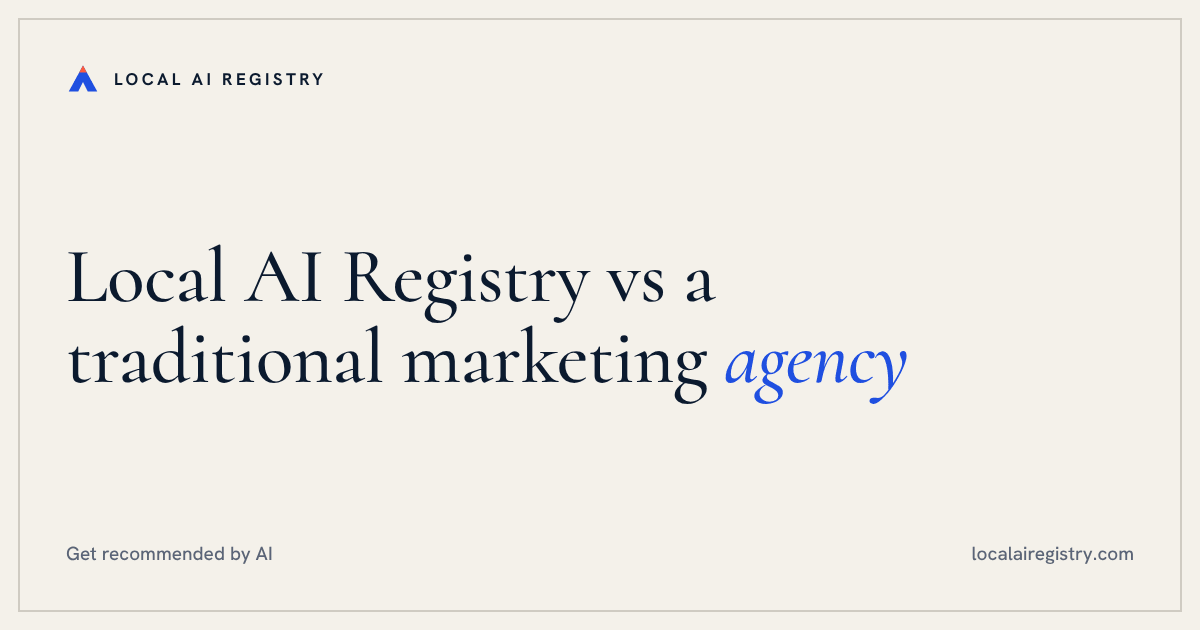 LOCAL AI REGISTRY
Local AI Registry vs a
traditional marketing agency
Get recommended by AI
localairegistry.com